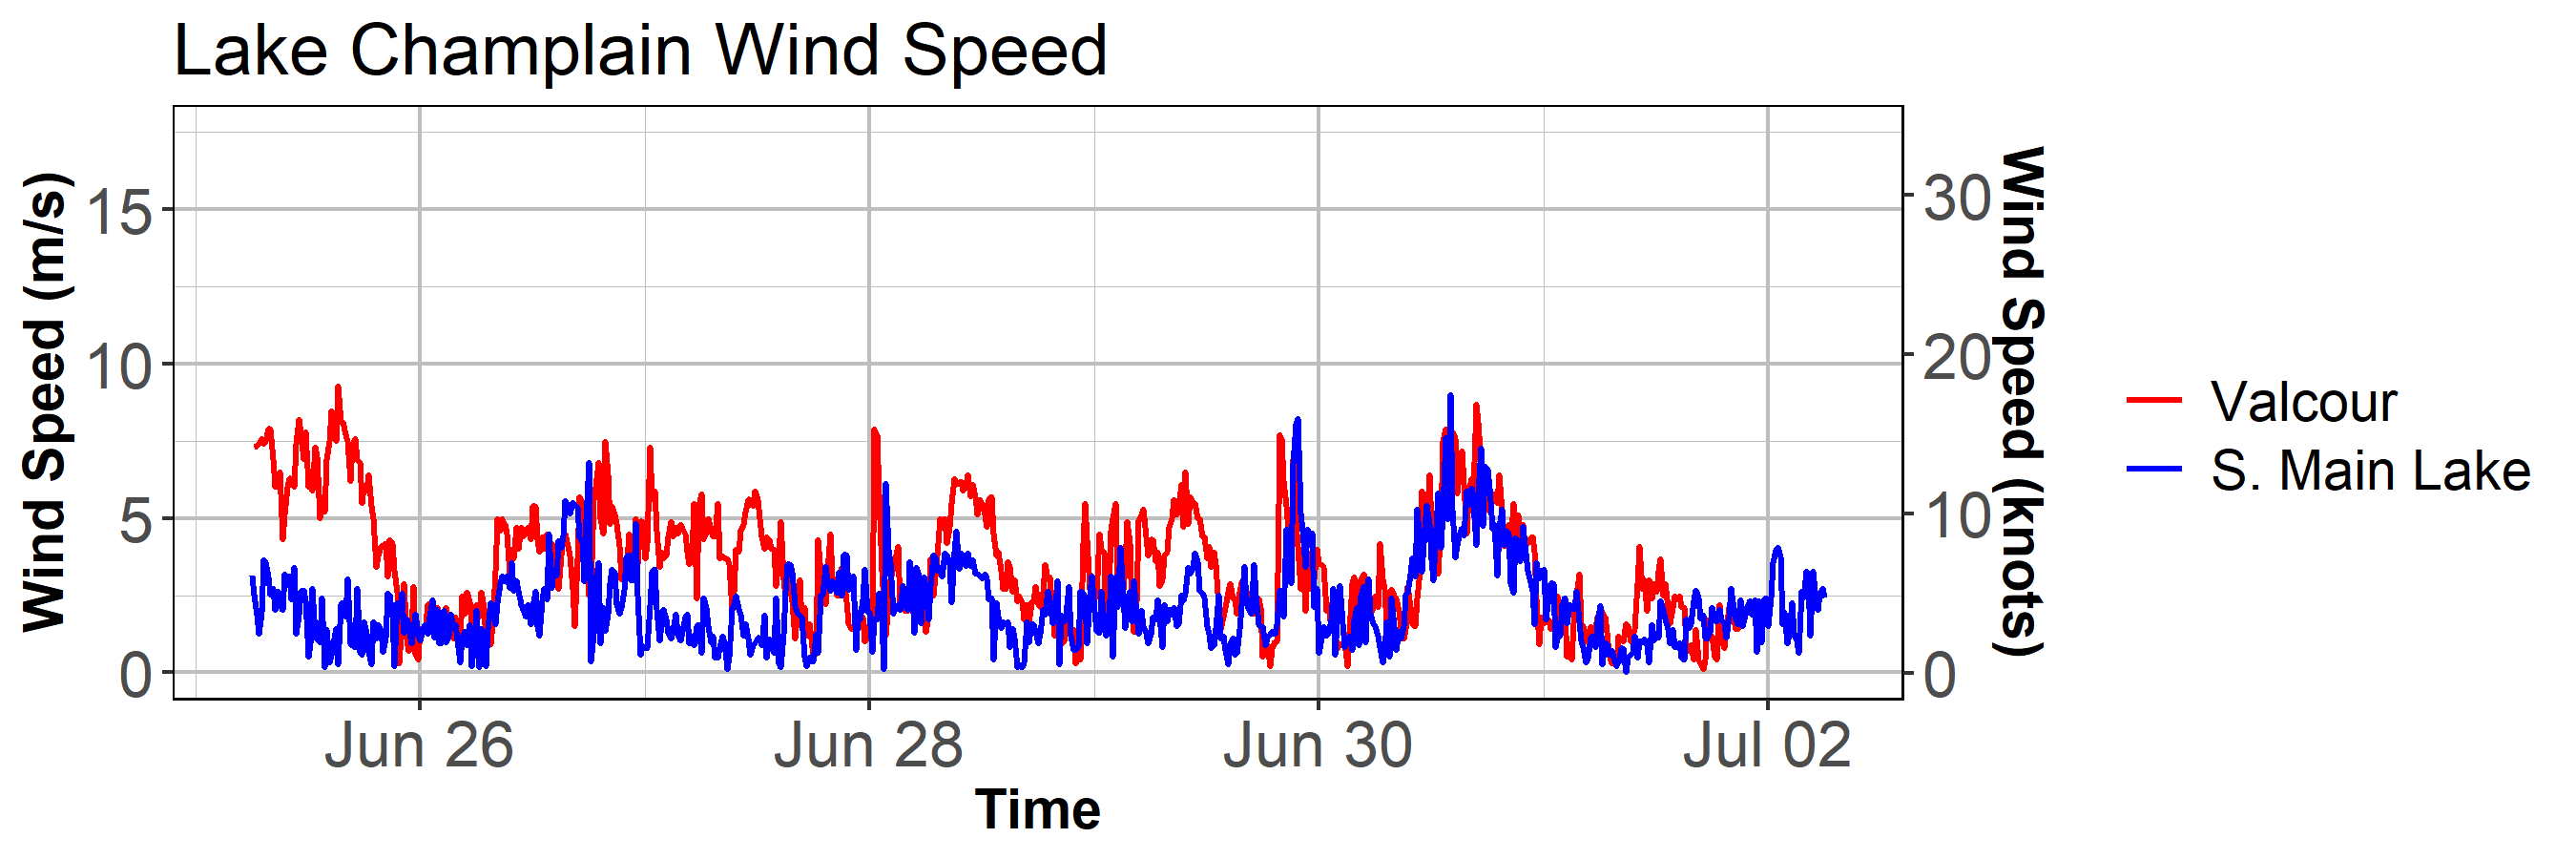 Lake Champlain Wind Speed
Wind Speed (m/s)
15
10
5
0
30
20
10
0
Wind Speed (knots)
Jun 26
Jun 28
Jun 30
Jul 02
Time
Valcour
S. Main Lake